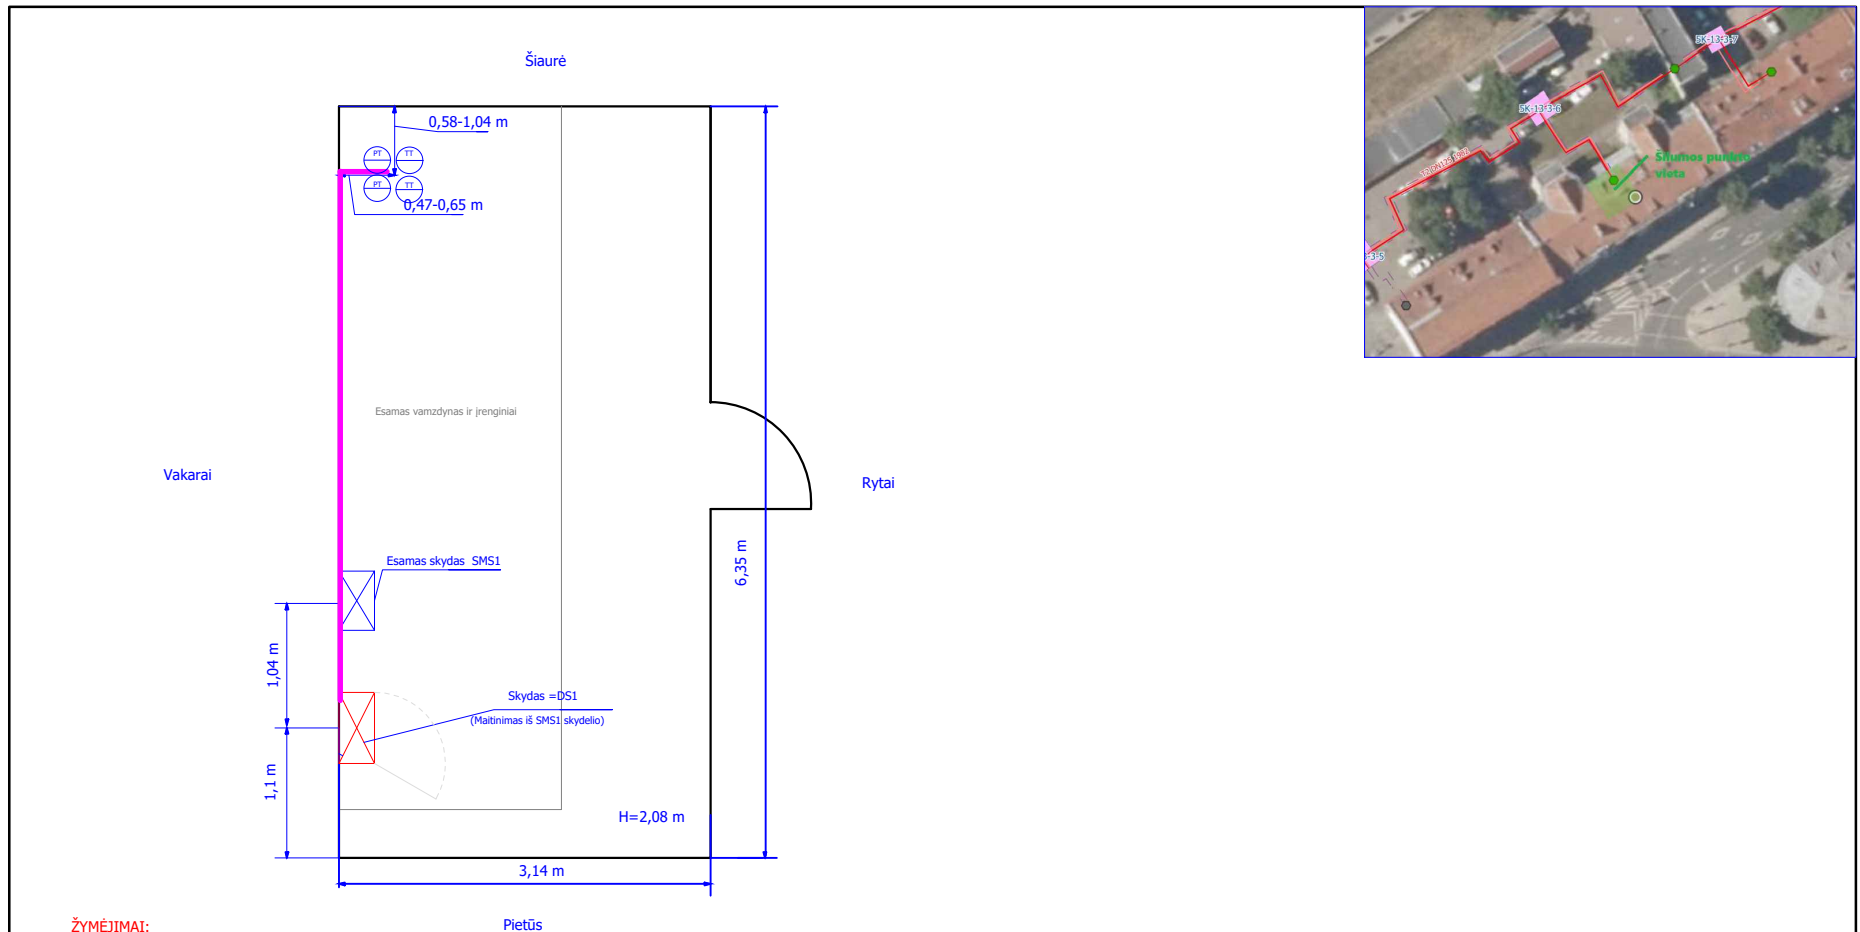 Šiaurė
0,58-1,04 m
PT
TT
PT
TT
0,47-0,65 m
Esamas vamzdynas ir įrenginiai
Vakarai
Rytai
6,35 m
Esamas skydas SMS1
1,04 m
Skydas =DS1
(Maitinimas iš SMS1 skydelio)
1,1 m
H=2,08 m
3,14 m
Pietūs
ŽYMĖJIMAI:
5K-13-3-7
5K-13-3-6
Šilumos punkto
vieta
-3-5